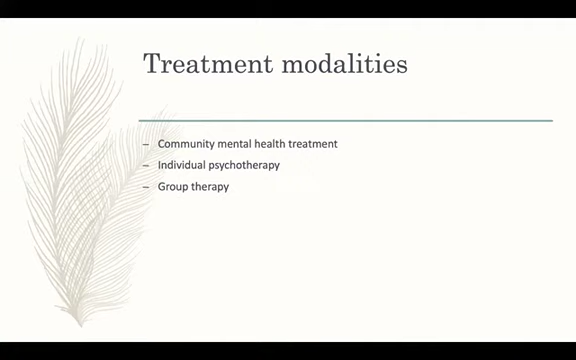 Treatment modalities
– Community mental health treatment
– Individual psychotherapy
– Group therapy